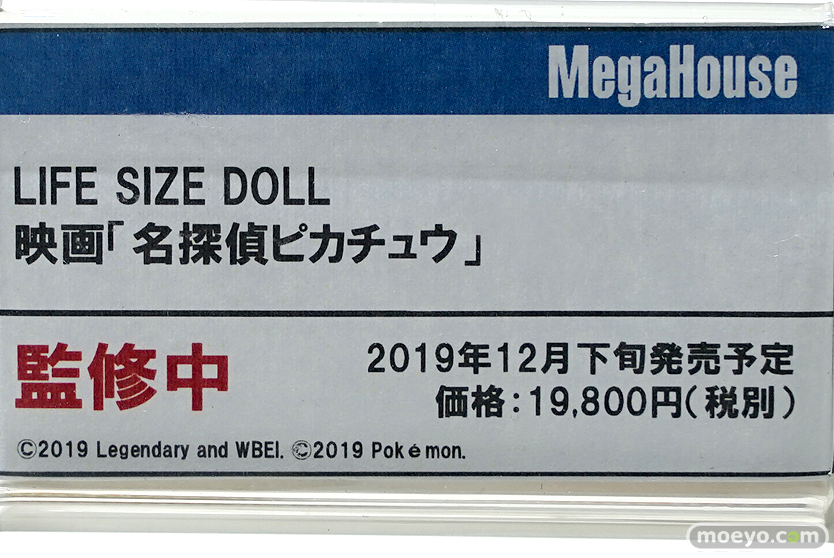 MegaHouse
LIFE SIZE DOLL
映画「名探偵ピカチュウ」
監修中
2019年12月下旬発売予定
価格：19,800円（税別）
©2019 Legendary and WBEI. ©2019 Pokémon.
moeyo.com